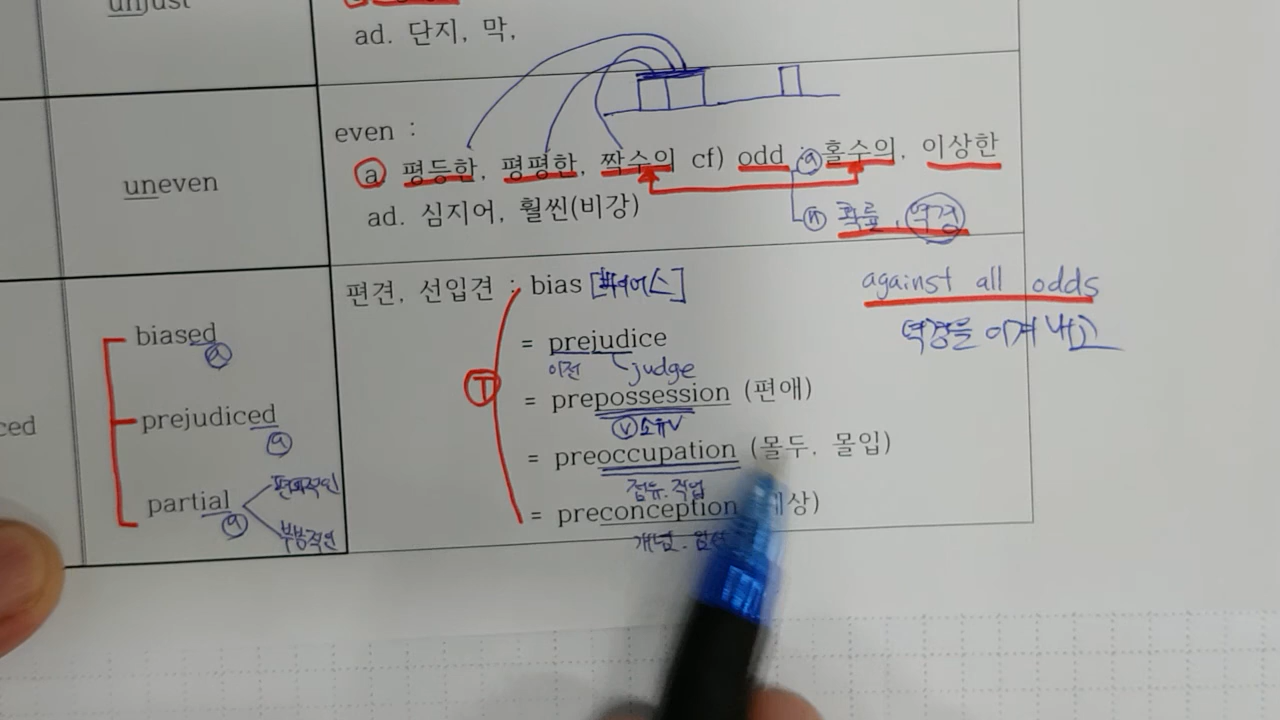 unjust
ad. 단지, 막,
even :
uneven
a 평등한, 평평한, 짝수의 cf) odd : a 홀수의, 이상한
ad. 심지어, 훨씬(비강)
n 확률, 역경
편견, 선입견 : bias [바이어스]
against all odds
역경을 이겨내고
biased
a
= prejudice
이전 judge
T
= prepossession (편애)
v 소유v
ced
prejudiced
a
= preoccupation (몰두, 몰입)
점유.직업
partial
a
편파적인
부분적인
= preconception
개념.